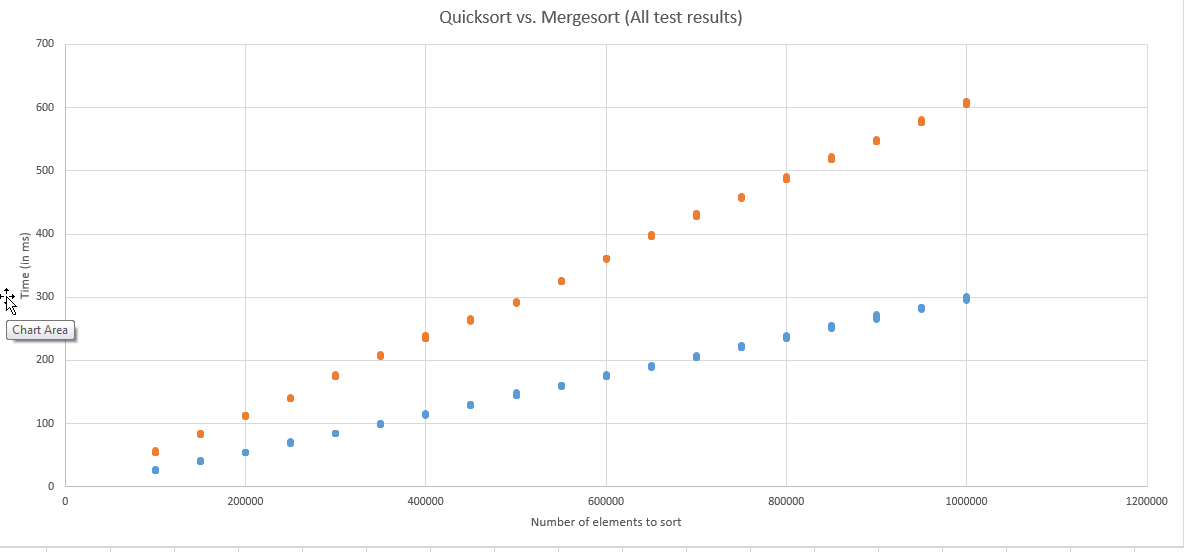 Quicksort vs. Mergesort (All test results)
700
600
500
400
300
200
100
0
Time (in ms)
Chart Area
0 200000 400000 600000 800000 1000000 1200000
Number of elements to sort